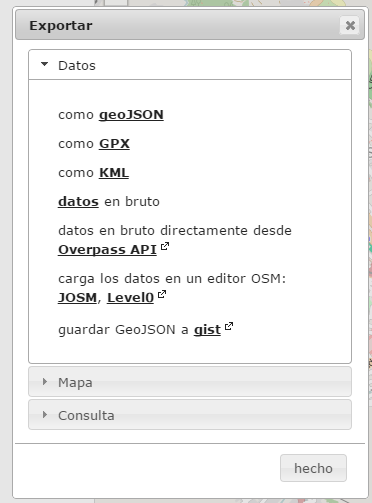 Exportar
Datos
como geoJSON
como GPX
como KML
datos en bruto
datos en bruto directamente desde
Overpass API
carga los datos en un editor OSM:
JOSM, Level0
guardar GeoJSON a gist
Mapa
Consulta
hecho